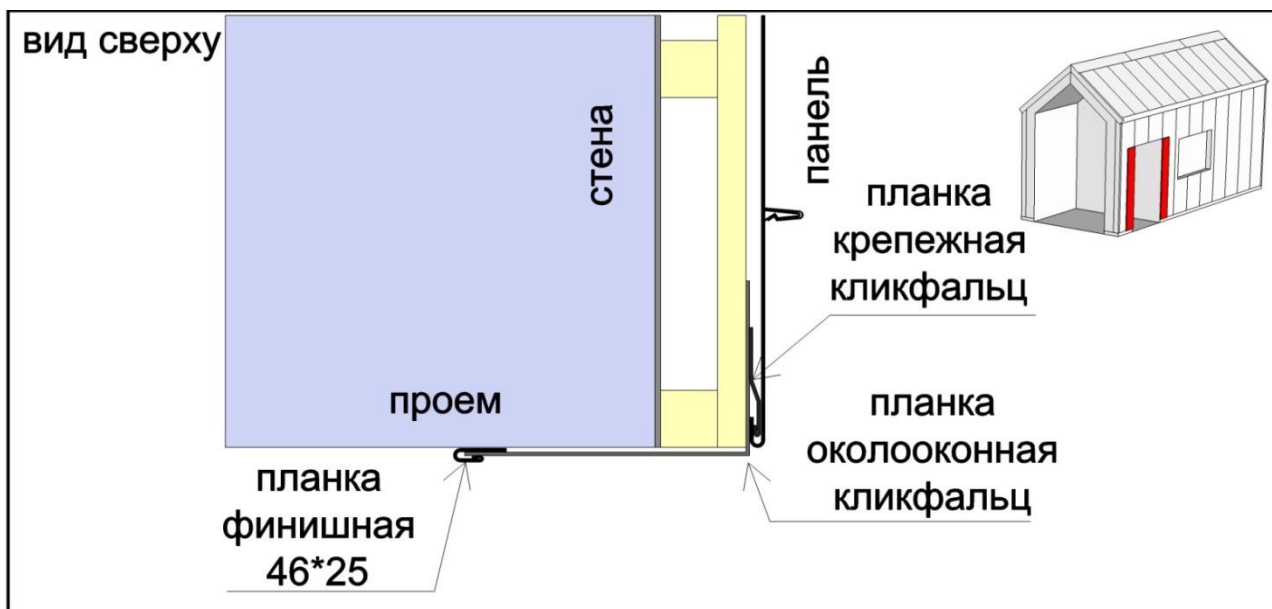 вид сверху
стена
панель
планка
крепежная
кликфальц
проем
планка
околооконная
кликфальц
планка
финишная
46*25